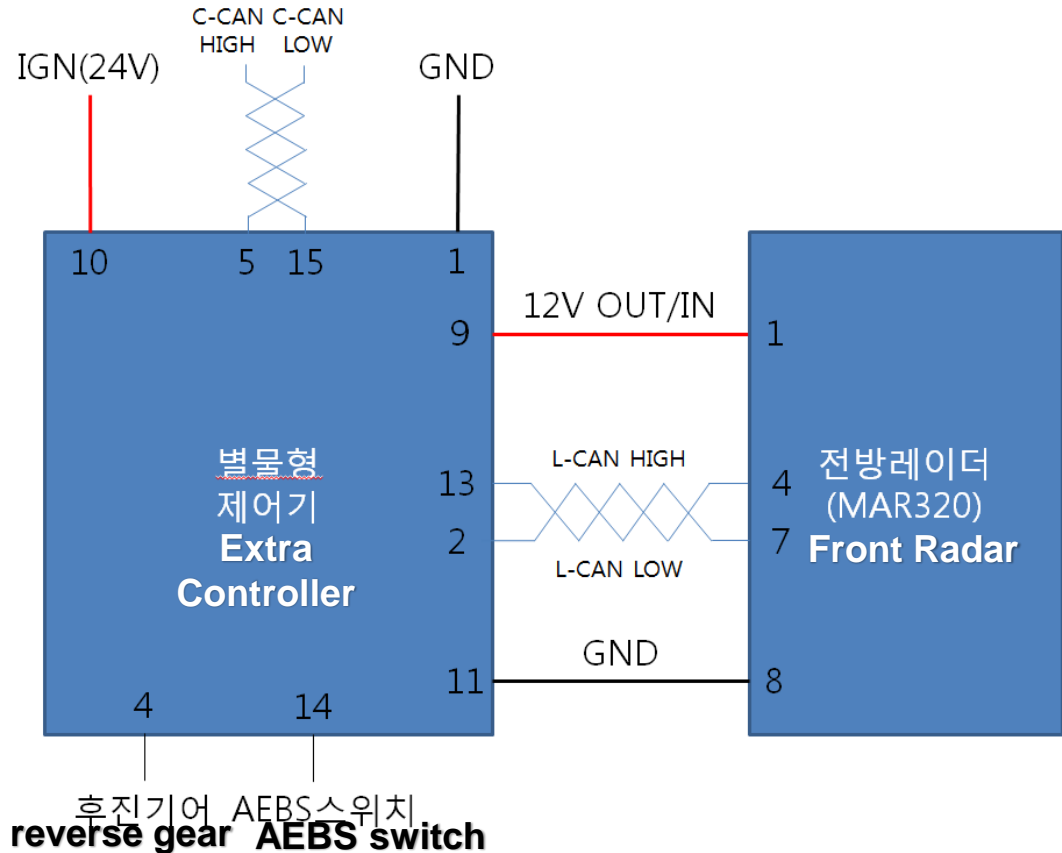 C-CAN C-CAN
HIGH LOW
IGN(24V)
GND
10 5 15 1
12V OUT/IN
9 1
별물형
제어기
Extra
Controller
L-CAN HIGH
13 4
2 7
L-CAN LOW
전방레이더
(MAR320)
Front Radar
GND
11 8
4 14
후진기어 AEBS스위치
reverse gear AEBS switch